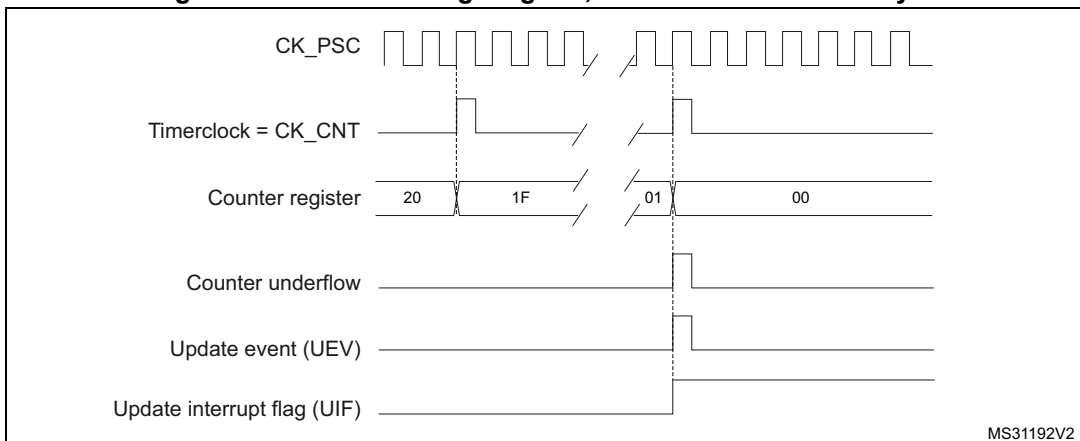 CK_PSC
Timerclock = CK_CNT
Counter register 20 1F 01 00
Counter underflow
Update event (UEV)
Update interrupt flag (UIF)
MS31192V2